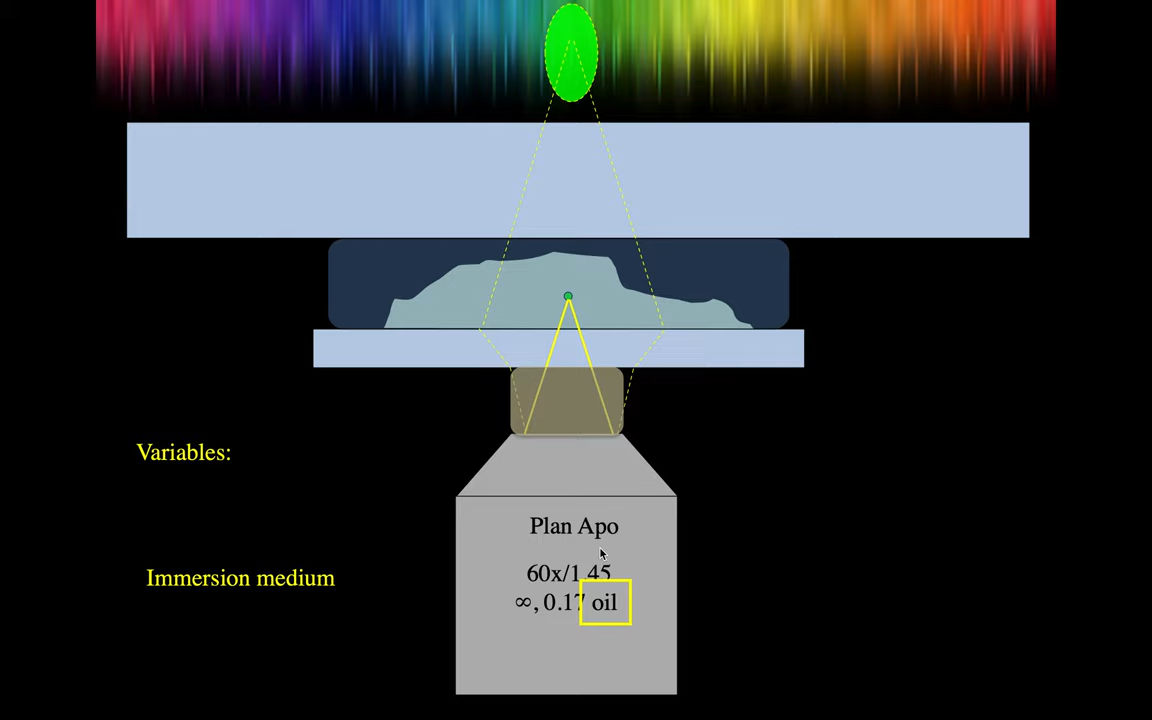 Variables:
Immersion medium
Plan Apo
60x/1.45
∞, 0.17 oil